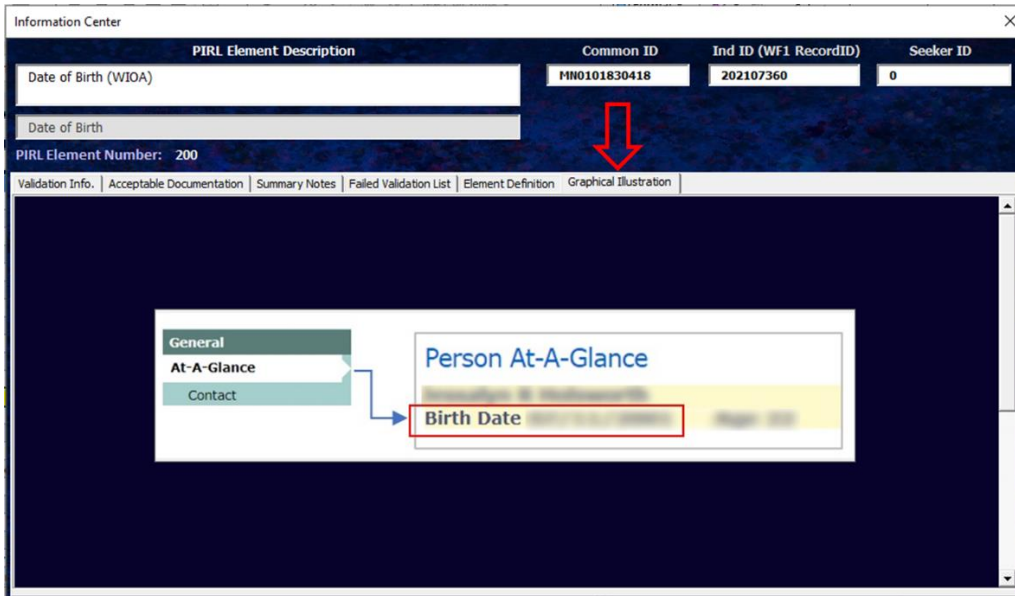 Information Center
PIRL Element Description Common ID Ind ID (WF1 RecordID) Seeker ID
Date of Birth (WIOA) MN0101830418 202107360 0
Date of Birth
PIRL Element Number: 200
Validation Info. Acceptable Documentation Summary Notes Failed Validation List Element Definition Graphical Illustration
General
At-A-Glance
Contact
Person At-A-Glance
Birth Date